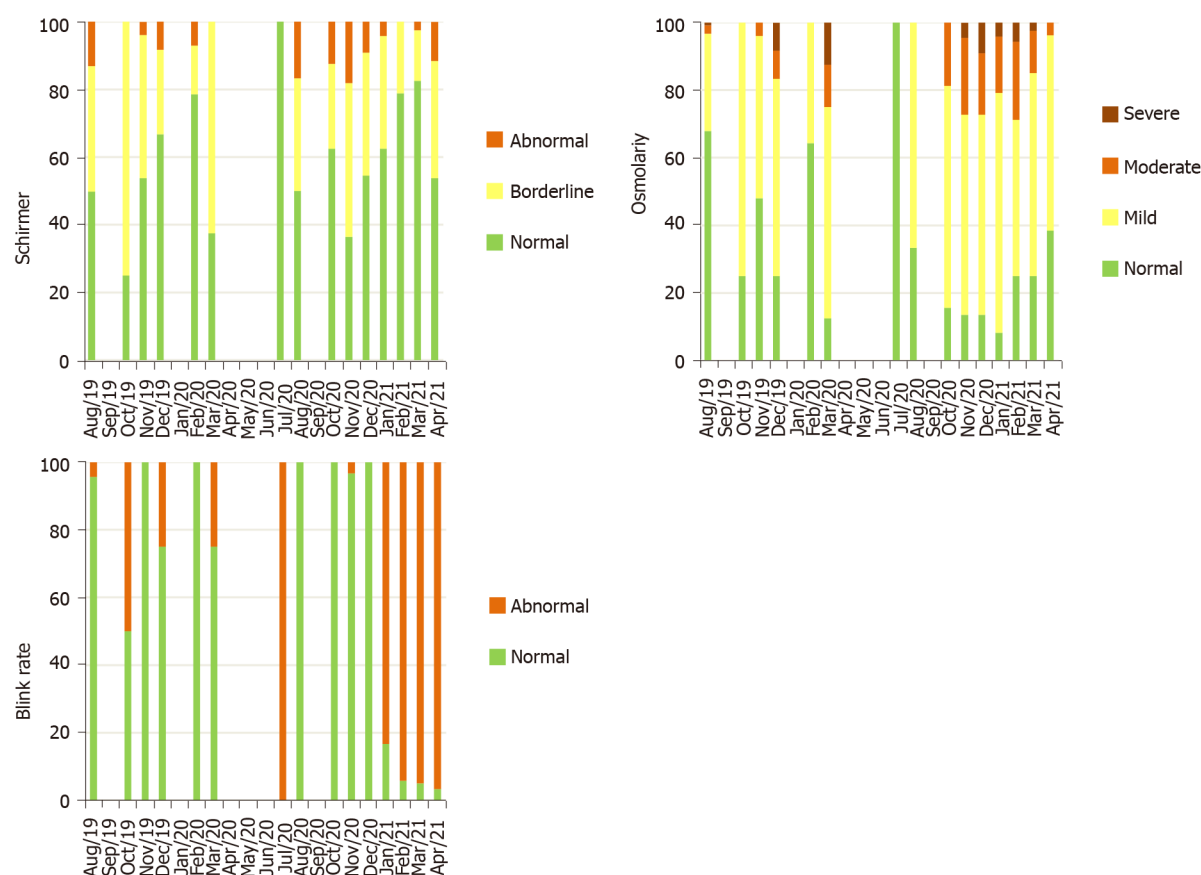 Schirmer
100
80
60
40
20
0
Aug/19
Sep/19
Oct/19
Nov/19
Dec/19
Jan/20
Feb/20
Mar/20
Apr/20
May/20
Jun/20
Jul/20
Aug/20
Sep/20
Oct/20
Nov/20
Dec/20
Jan/21
Feb/21
Mar/21
Apr/21
Abnormal
Borderline
Normal
Osmolariy
100
80
60
40
20
0
Aug/19
Sep/19
Oct/19
Nov/19
Dec/19
Jan/20
Feb/20
Mar/20
Apr/20
May/20
Jun/20
Jul/20
Aug/20
Sep/20
Oct/20
Nov/20
Dec/20
Jan/21
Feb/21
Mar/21
Apr/21
Severe
Moderate
Mild
Normal
Blink rate
100
80
60
40
20
0
Aug/19
Sep/19
Oct/19
Nov/19
Dec/19
Jan/20
Feb/20
Mar/20
Apr/20
May/20
Jun/20
Jul/20
Aug/20
Sep/20
Oct/20
Nov/20
Dec/20
Jan/21
Feb/21
Mar/21
Apr/21
Abnormal
Normal